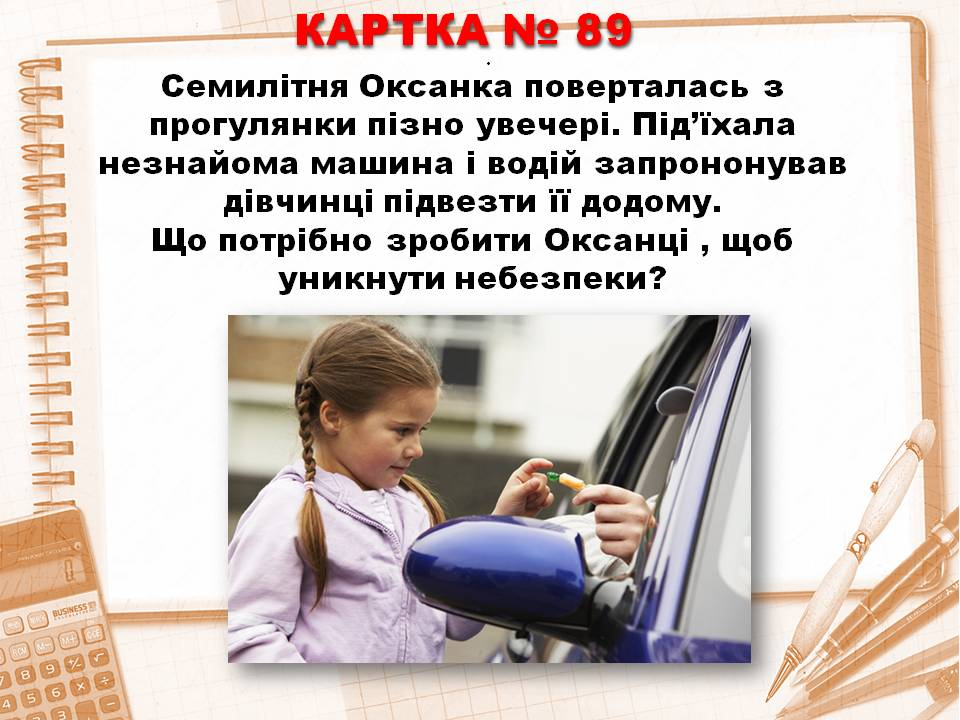 КАРТКА № 89
.
Семилітня Оксанка поверталась з
прогулянки пізно увечері. Під’їхала
незнайома машина і водій запрононував
дівчинці підвезти її додому.
Що потрібно зробити Оксанці , щоб
уникнути небезпеки?
BUSINESS